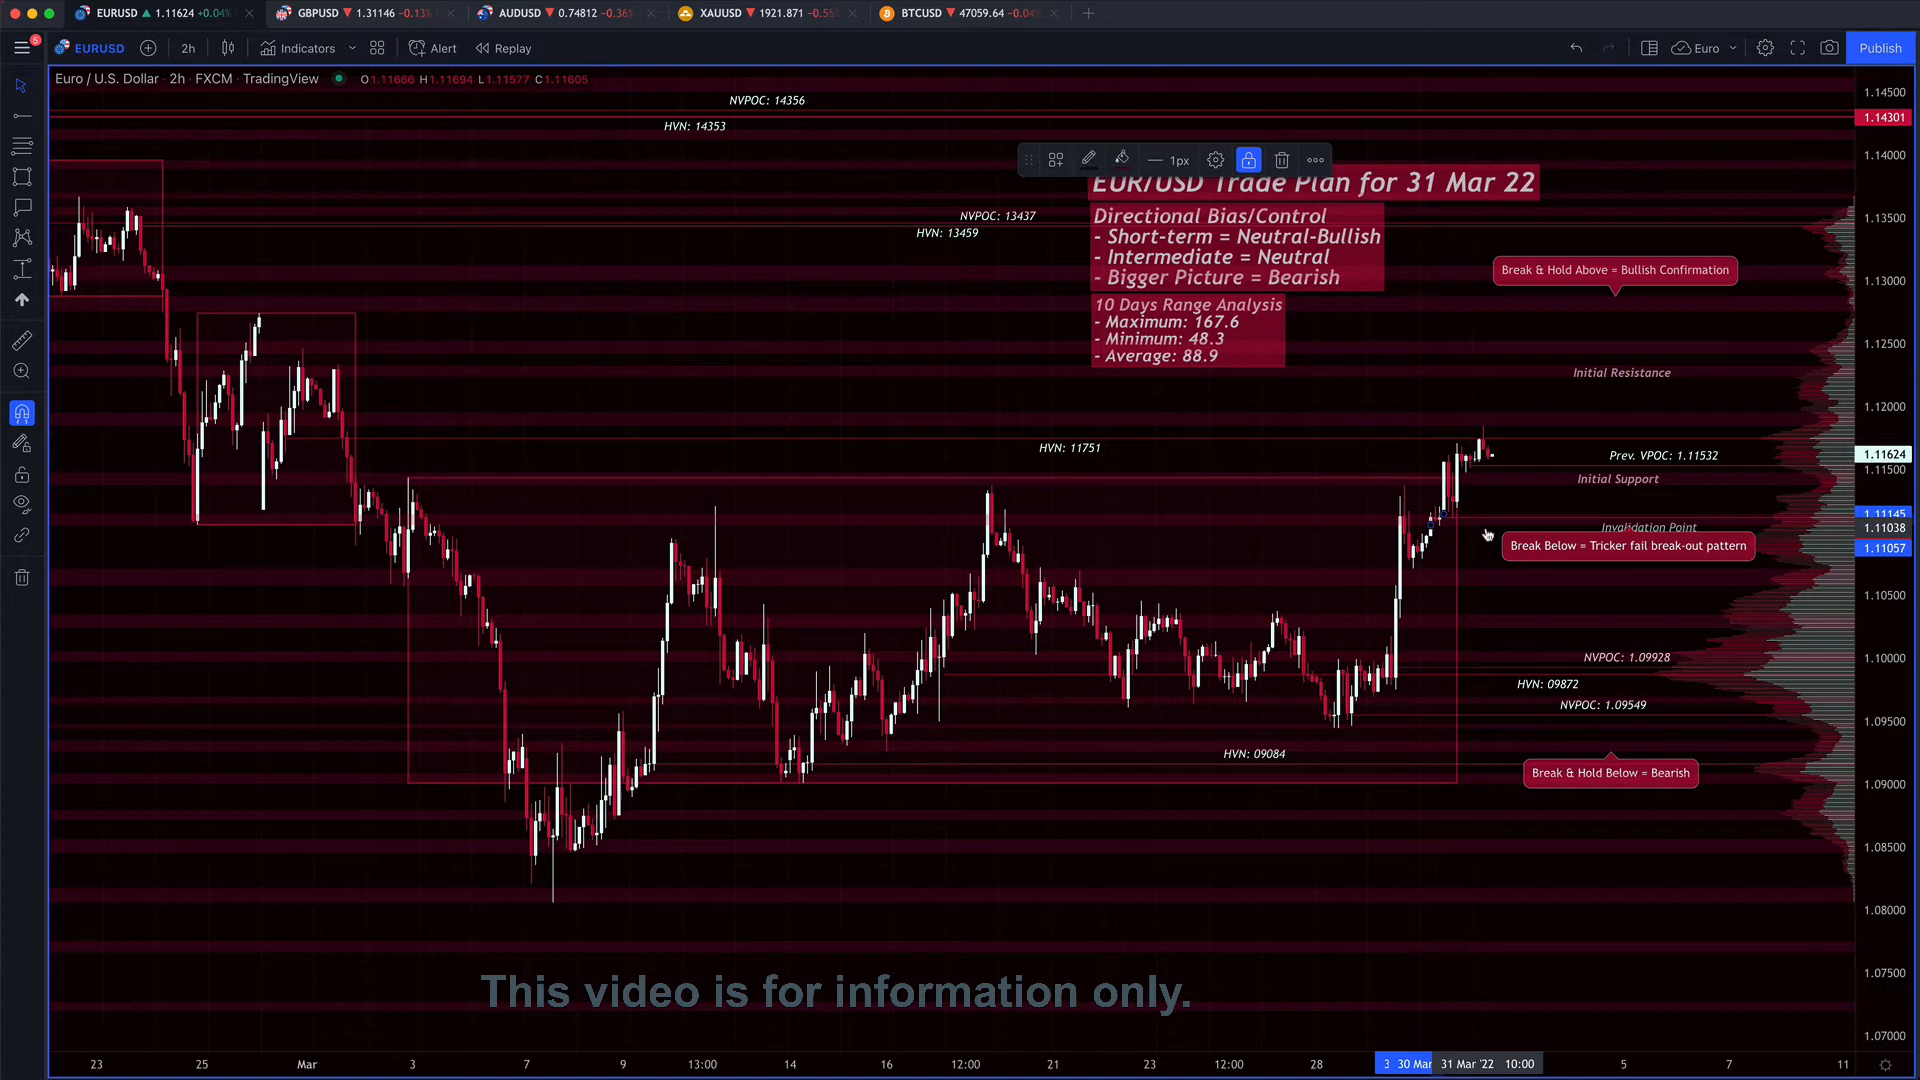 EURUSD ▲ 1.11624 +0.04%
GBPUSD ▼ 1.31146 −0.13%
AUDUSD ▼ 0.74812 −0.36%
XAUUSD ▼ 1921.871 −0.55%
BTCUSD ▼ 47059.64 −0.04%
5
EURUSD
2h
Indicators
Alert
Replay
Euro
Publish
Euro / U.S. Dollar · 2h · FXCM · TradingView
O1.11666 H1.11694 L1.11577 C1.11605
NVPOC: 14356
HVN: 14353
1px
EUR/USD Trade Plan for 31 Mar 22
Directional Bias/Control
- Short-term = Neutral-Bullish
- Intermediate = Neutral
- Bigger Picture = Bearish
NVPOC: 13437
HVN: 13459
Break & Hold Above = Bullish Confirmation
10 Days Range Analysis
- Maximum: 167.6
- Minimum: 48.3
- Average: 88.9
Initial Resistance
HVN: 11751
Prev. VPOC: 1.11532
Initial Support
Invalidation Point
Break Below = Tricker fail break-out pattern
NVPOC: 1.09928
HVN: 09872
NVPOC: 1.09549
HVN: 09084
Break & Hold Below = Bearish
1.14500
1.14301
1.14000
1.13500
1.13000
1.12500
1.12000
1.11624
1.11500
1.11145
1.11038
1.11057
1.10500
1.10000
1.09500
1.09000
1.08500
1.08000
1.07500
1.07000
This video is for information only.
23 25 Mar 3 7 9 13:00 14 16 12:00 21 23 12:00 28 3 30 Mar 31 Mar '22 10:00 5 7 11